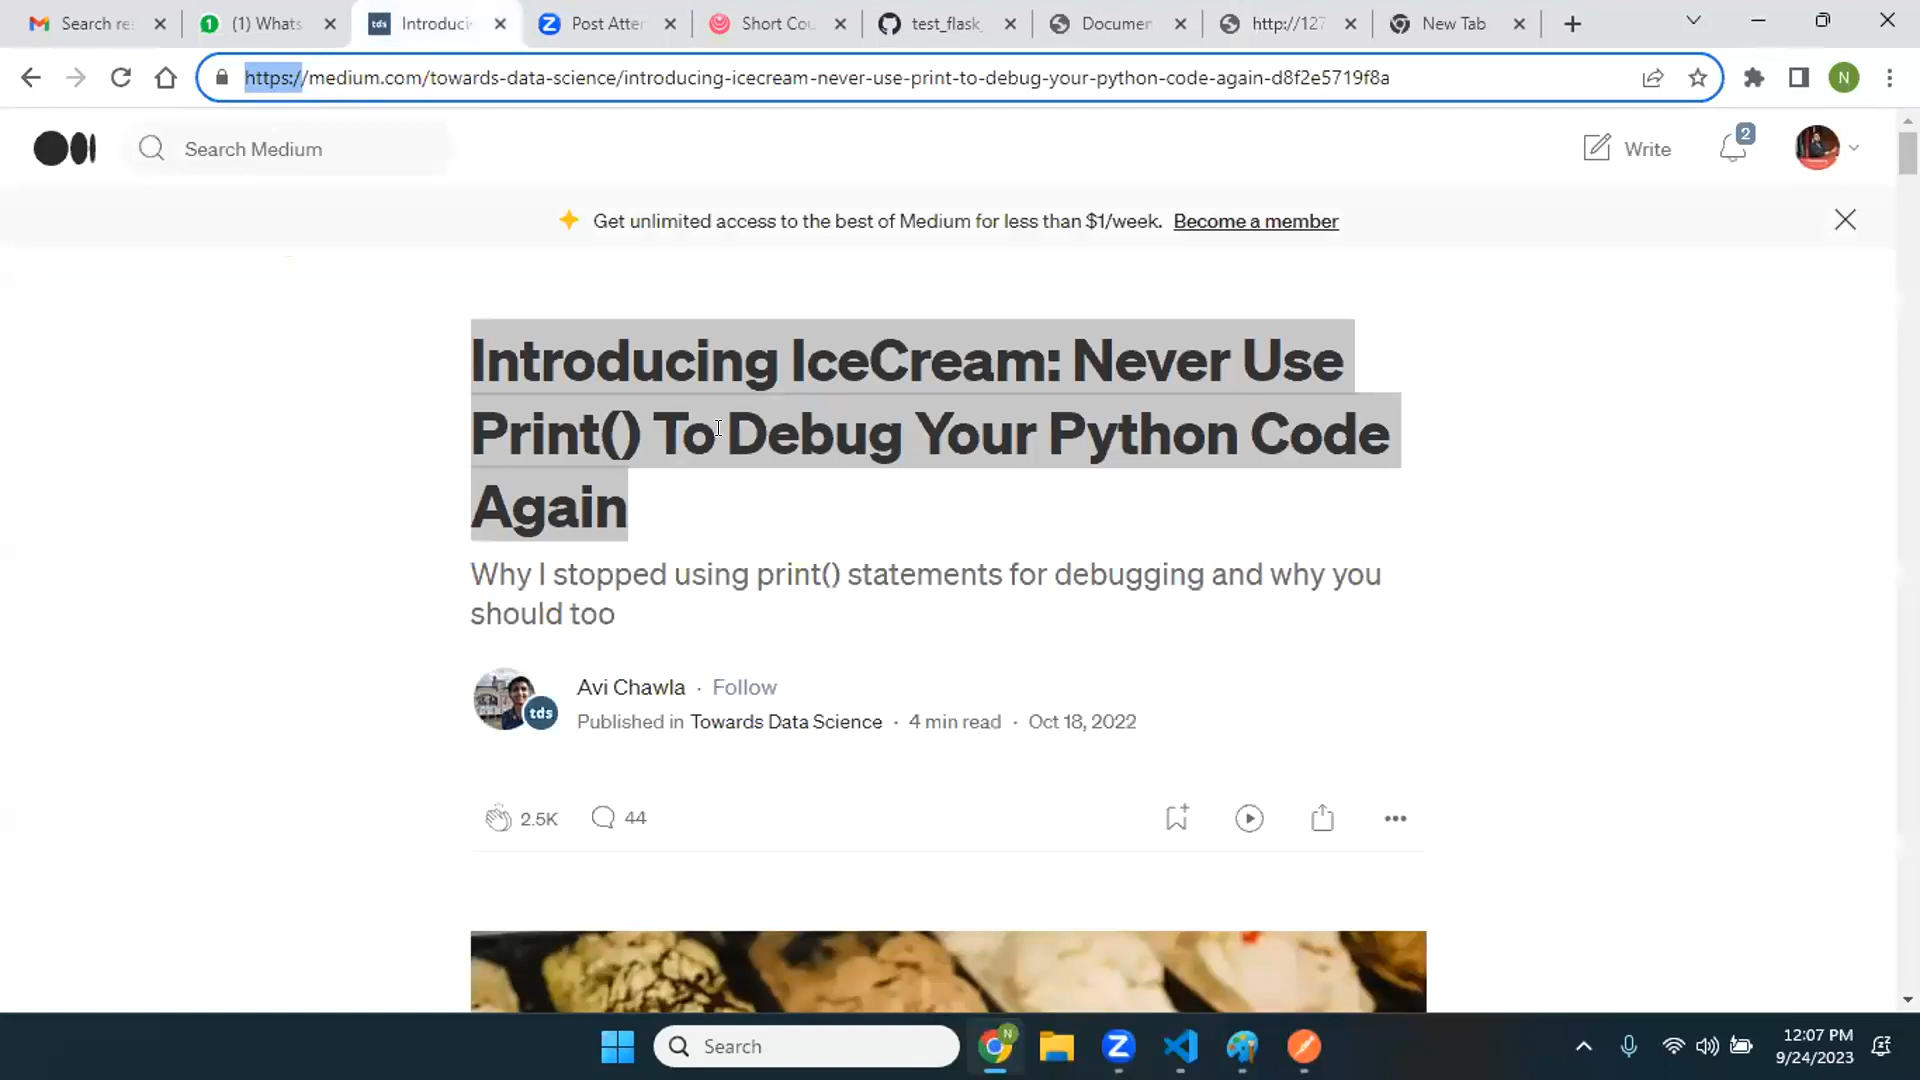 Search re
(1) Whats
tds
Introducin
Post Atter
Short Cou
test_flask_
Documen
http://127
New Tab
https://medium.com/towards-data-science/introducing-icecream-never-use-print-to-debug-your-python-code-again-d8f2e5719f8a
N
Search Medium
Write
2
Get unlimited access to the best of Medium for less than $1/week. Become a member
Introducing IceCream: Never Use
Print() To Debug Your Python Code
Again
Why I stopped using print() statements for debugging and why you
should too
Avi Chawla · Follow
tds
Published in Towards Data Science · 4 min read · Oct 18, 2022
2.5K
44
Search
N
12:07 PM
9/24/2023